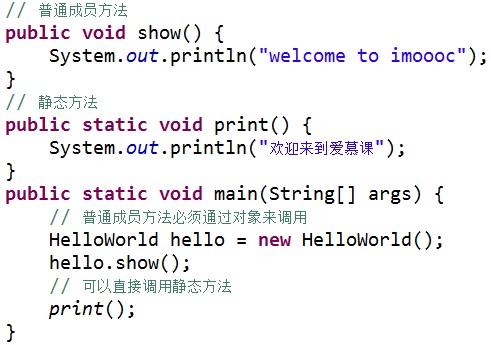 // 普通成员方法
public void show() {
    System.out.println("welcome to imoooc");
}
// 静态方法
public static void print() {
    System.out.println("欢迎来到爱慕课");
}
public static void main(String[] args) {
    // 普通成员方法必须通过对象来调用
    HelloWorld hello = new HelloWorld();
    hello.show();
    // 可以直接调用静态方法
    print();
}